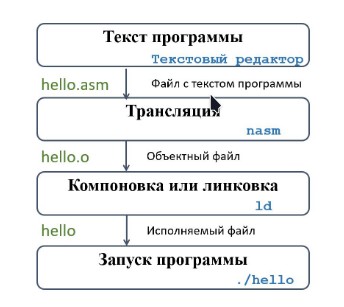 Текст программы
Текстовый редактор
hello.asm Файл с текстом программы
Трансляция
nasm
hello.o Объектный файл
Компоновка или линковка
ld
hello Исполняемый файл
Запуск программы
./hello